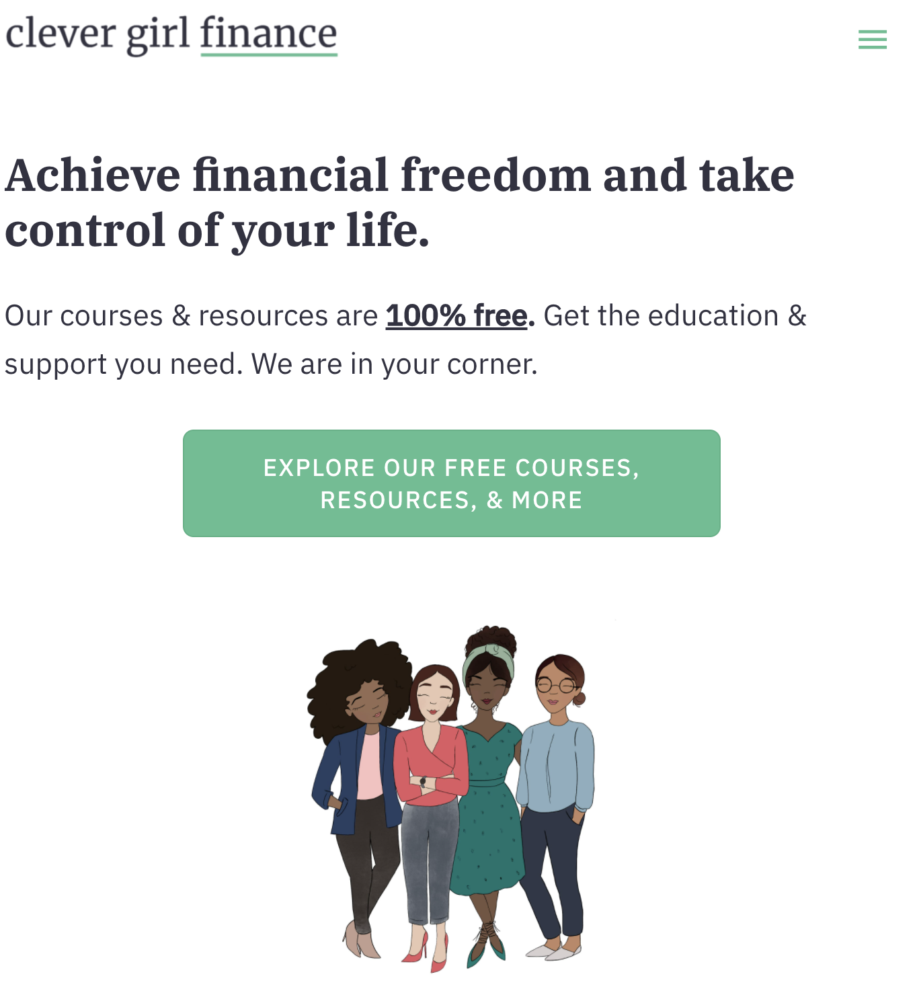 clever girl finance
Achieve financial freedom and take
control of your life.
Our courses & resources are 100% free. Get the education &
support you need. We are in your corner.
EXPLORE OUR FREE COURSES,
RESOURCES, & MORE